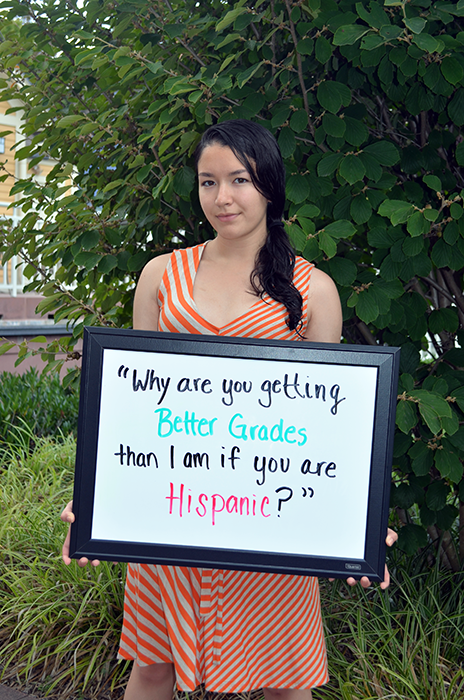 "Why are you getting
Better Grades
than I am if you are
Hispanic?"